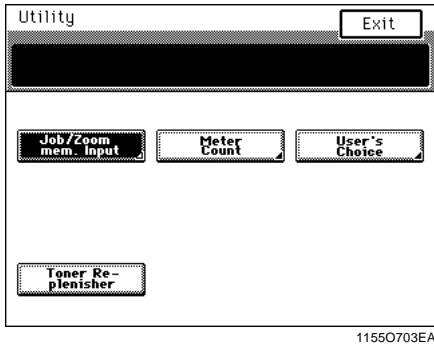 Utility
Exit
Job/Zoom
mem. Input
Meter
Count
User's
Choice
Toner Re-
plenisher
1155O703EA